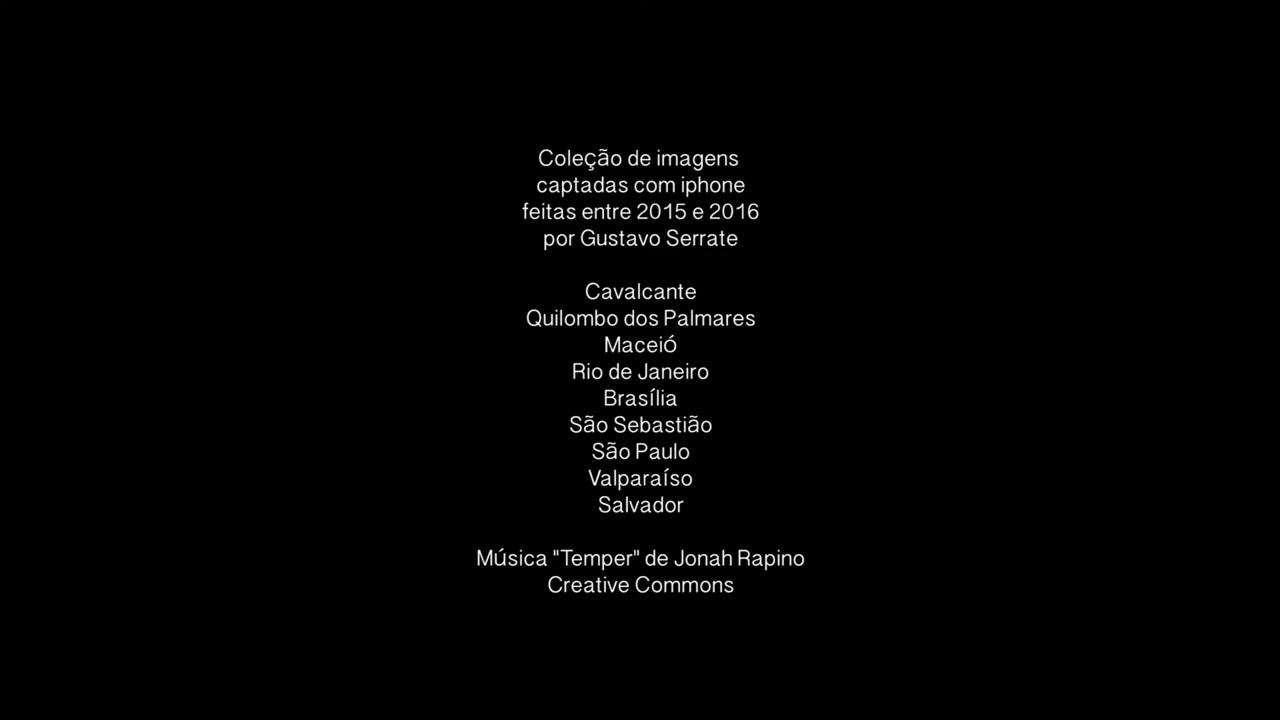 Coleção de imagens
captadas com iphone
feitas entre 2015 e 2016
por Gustavo Serrate
Cavalcante
Quilombo dos Palmares
Maceió
Rio de Janeiro
Brasília
São Sebastião
São Paulo
Valparaíso
Salvador
Música "Temper" de Jonah Rapino
Creative Commons